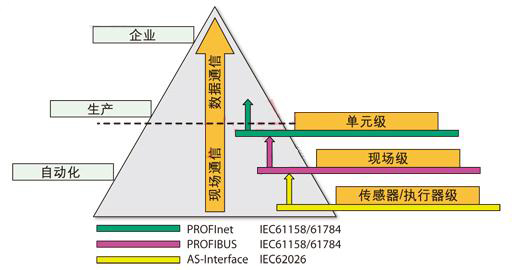 企业
数据通信
生产
单元级
现场级
自动化
现场通信
传感器/执行器级
PROFInet IEC61158/61784
PROFIBUS IEC61158/61784
AS-Interface IEC62026